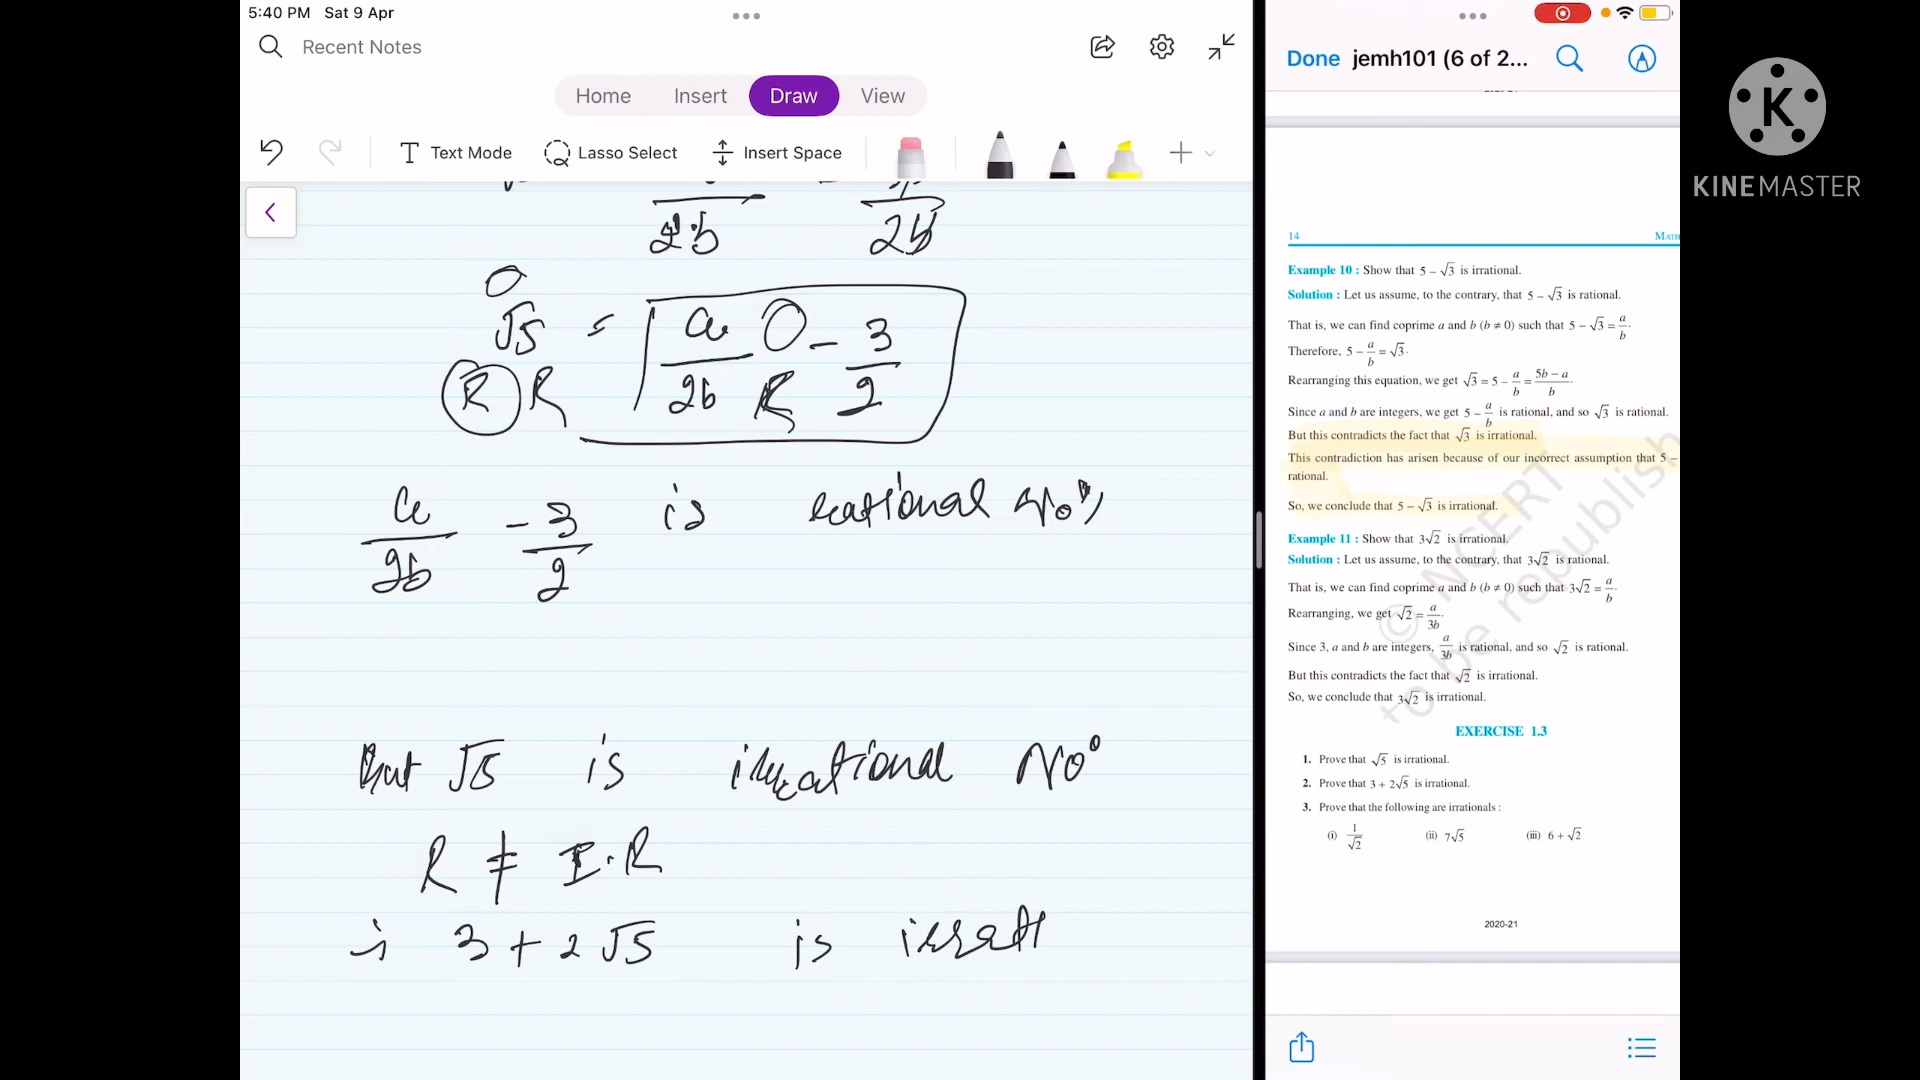 5:40 PM Sat 9 Apr
Recent Notes
Home Insert Draw View
Text Mode Lasso Select Insert Space
2b 2b
√5 = a/2b - 3/2
R R R
a/2b - 3/2 is rational No.
But √5 is irrational No
R ≠ I.R
3 + 2√5 is irrati
Done jemh101 (6 of 2...
14 MATH
Example 10 : Show that 5 – √3 is irrational.
Solution : Let us assume, to the contrary, that 5 – √3 is rational.
That is, we can find coprime a and b (b ≠ 0) such that 5 – √3 = a/b.
Therefore, 5 – a/b = √3.
Rearranging this equation, we get √3 = 5 – a/b = 5b – a/b.
Since a and b are integers, we get 5 – a/b is rational, and so √3 is rational.
But this contradicts the fact that √3 is irrational.
This contradiction has arisen because of our incorrect assumption that 5 –
rational.
So, we conclude that 5 – √3 is irrational.
Example 11 : Show that 3√2 is irrational.
Solution : Let us assume, to the contrary, that 3√2 is rational.
That is, we can find coprime a and b (b ≠ 0) such that 3√2 = a/b.
Rearranging, we get √2 = a/3b.
Since 3, a and b are integers, a/3b is rational, and so √2 is rational.
But this contradicts the fact that √2 is irrational.
So, we conclude that 3√2 is irrational.
EXERCISE 1.3
1. Prove that √5 is irrational.
2. Prove that 3 + 2√5 is irrational.
3. Prove that the following are irrationals :
(i) 1/√2 (ii) 7√5 (iii) 6 + √2
2020-21
© NCERT
to be republish
K
KINEMASTER